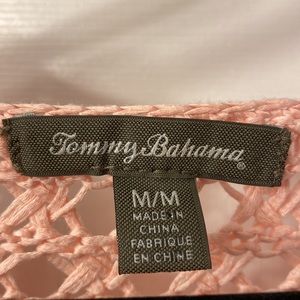 Tommy Bahama®
M/M
MADE IN
CHINA
FABRIQUE
EN CHINE